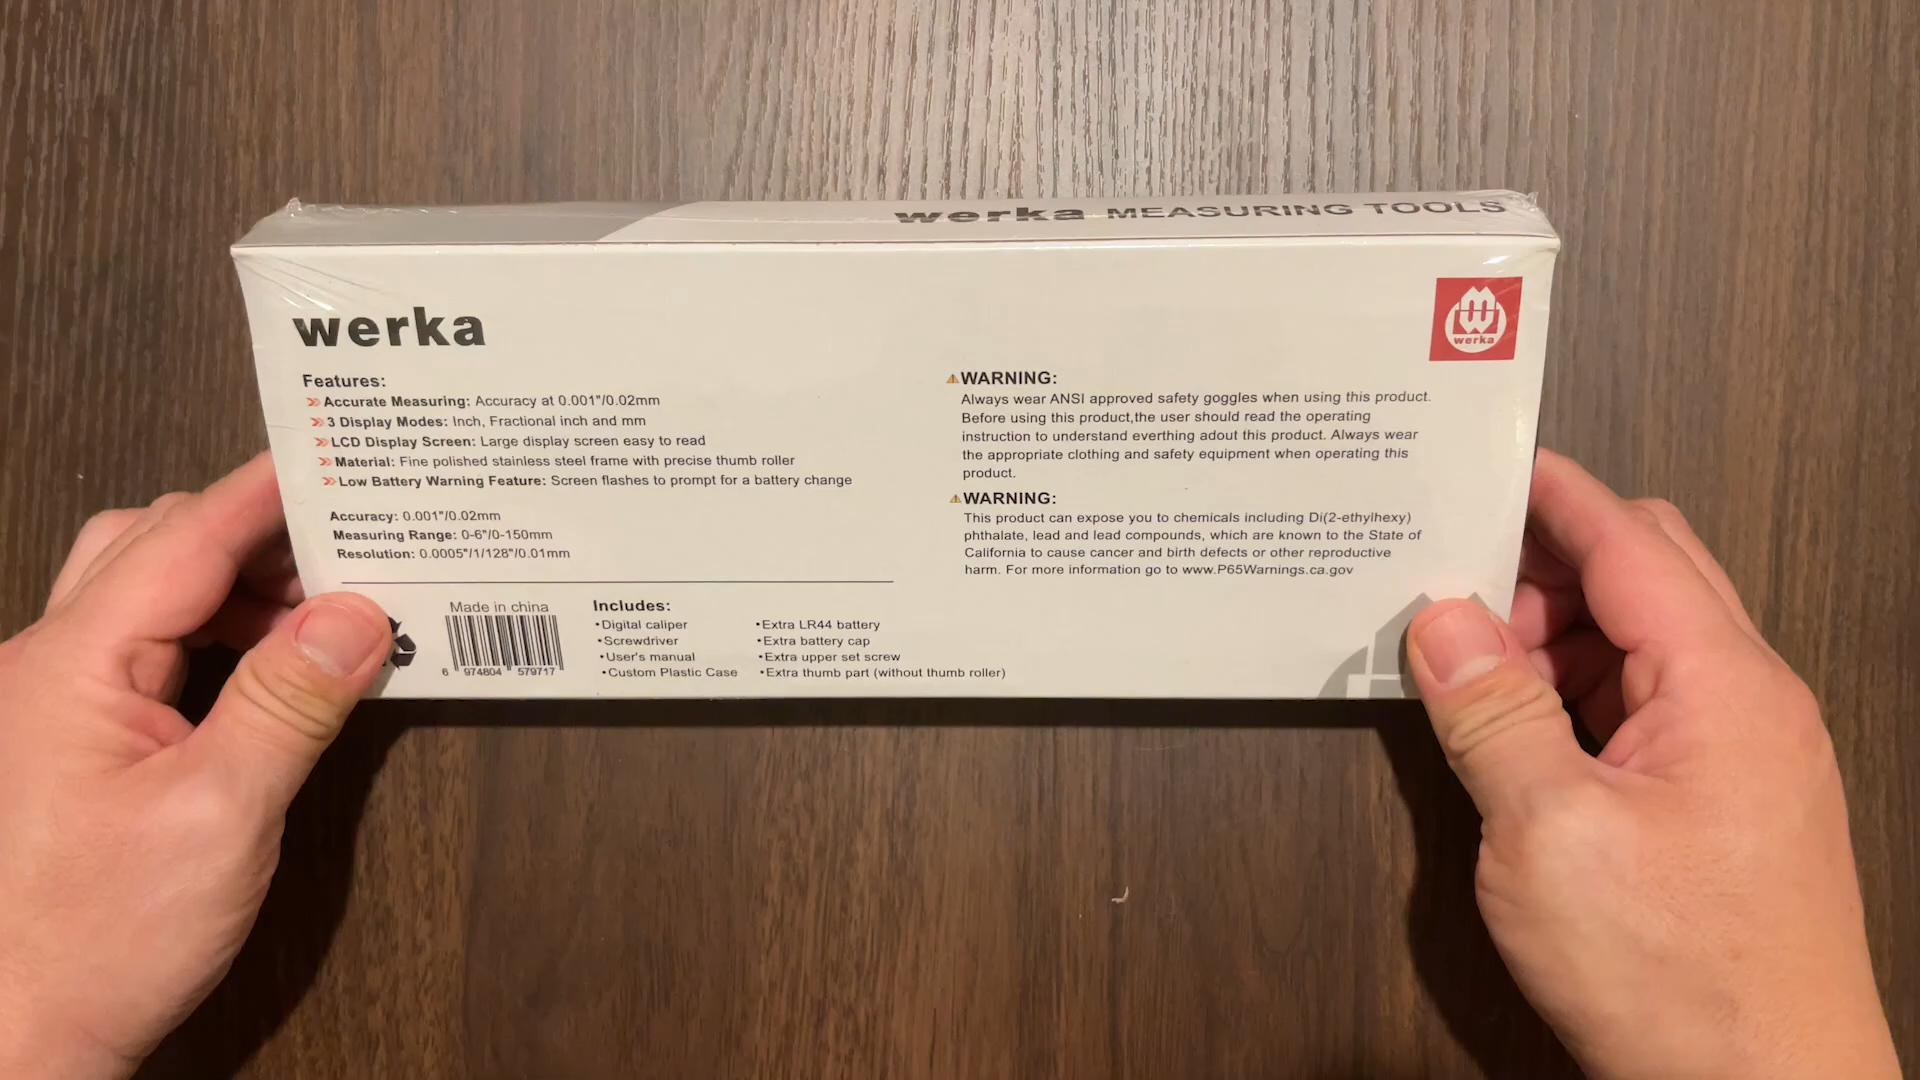 werka MEASURING TOOLS
werka
werka
Features:
Accurate Measuring: Accuracy at 0.001"/0.02mm
3 Display Modes: Inch, Fractional inch and mm
LCD Display Screen: Large display screen easy to read
Material: Fine polished stainless steel frame with precise thumb roller
Low Battery Warning Feature: Screen flashes to prompt for a battery change
Accuracy: 0.001"/0.02mm
Measuring Range: 0-6"/0-150mm
Resolution: 0.0005"/1/128"/0.01mm
WARNING:
Always wear ANSI approved safety goggles when using this product.
Before using this product,the user should read the operating
instruction to understand everthing adout this product. Always wear
the appropriate clothing and safety equipment when operating this
product.
WARNING:
This product can expose you to chemicals including Di(2-ethylhexy)
phthalate, lead and lead compounds, which are known to the State of
California to cause cancer and birth defects or other reproductive
harm. For more information go to www.P65Warnings.ca.gov
Made in china
6 974804 579717
Includes:
•Digital caliper
•Screwdriver
•User's manual
•Custom Plastic Case
•Extra LR44 battery
•Extra battery cap
•Extra upper set screw
•Extra thumb part (without thumb roller)